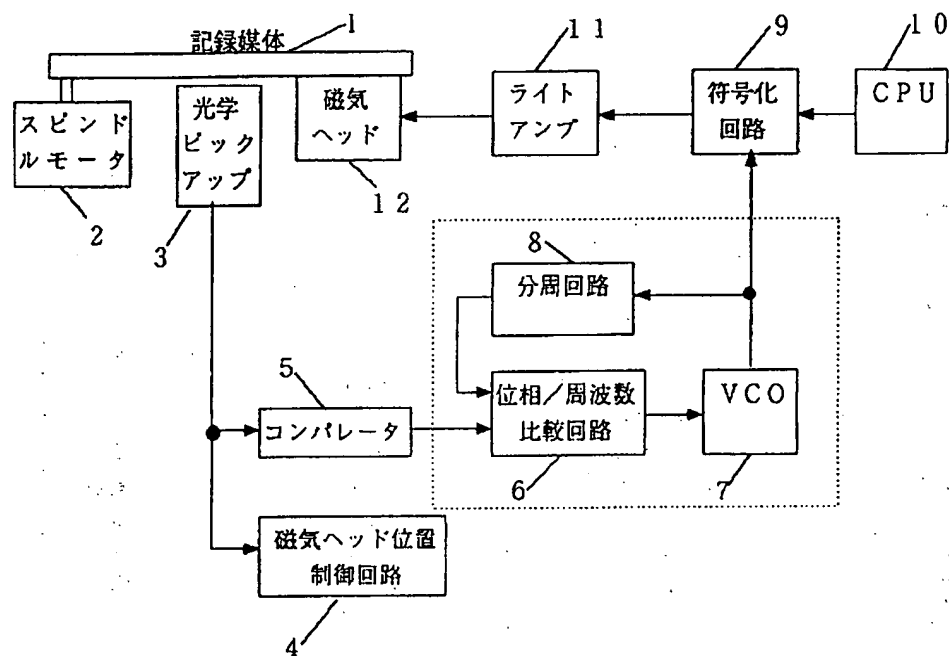 1
記録媒体
スピンド
ルモータ
2
光学
ピック
アップ
3
磁気
ヘッド
12
11
ライト
アンプ
9
符号化
回路
10
CPU
8
分周回路
5
コンパレータ
位相／周波数
比較回路
6
VCO
7
磁気ヘッド位置
制御回路
4